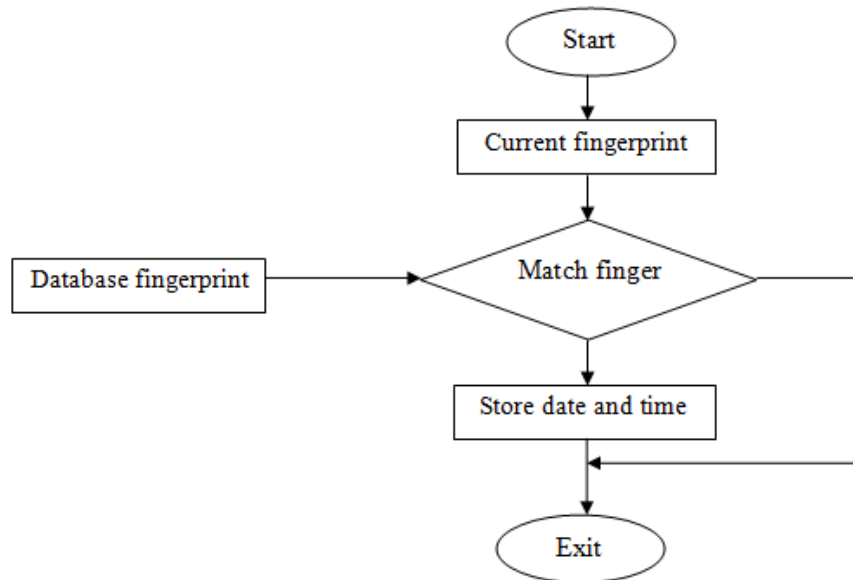 Start
Current fingerprint
Match finger
Database fingerprint
Store date and time
Exit